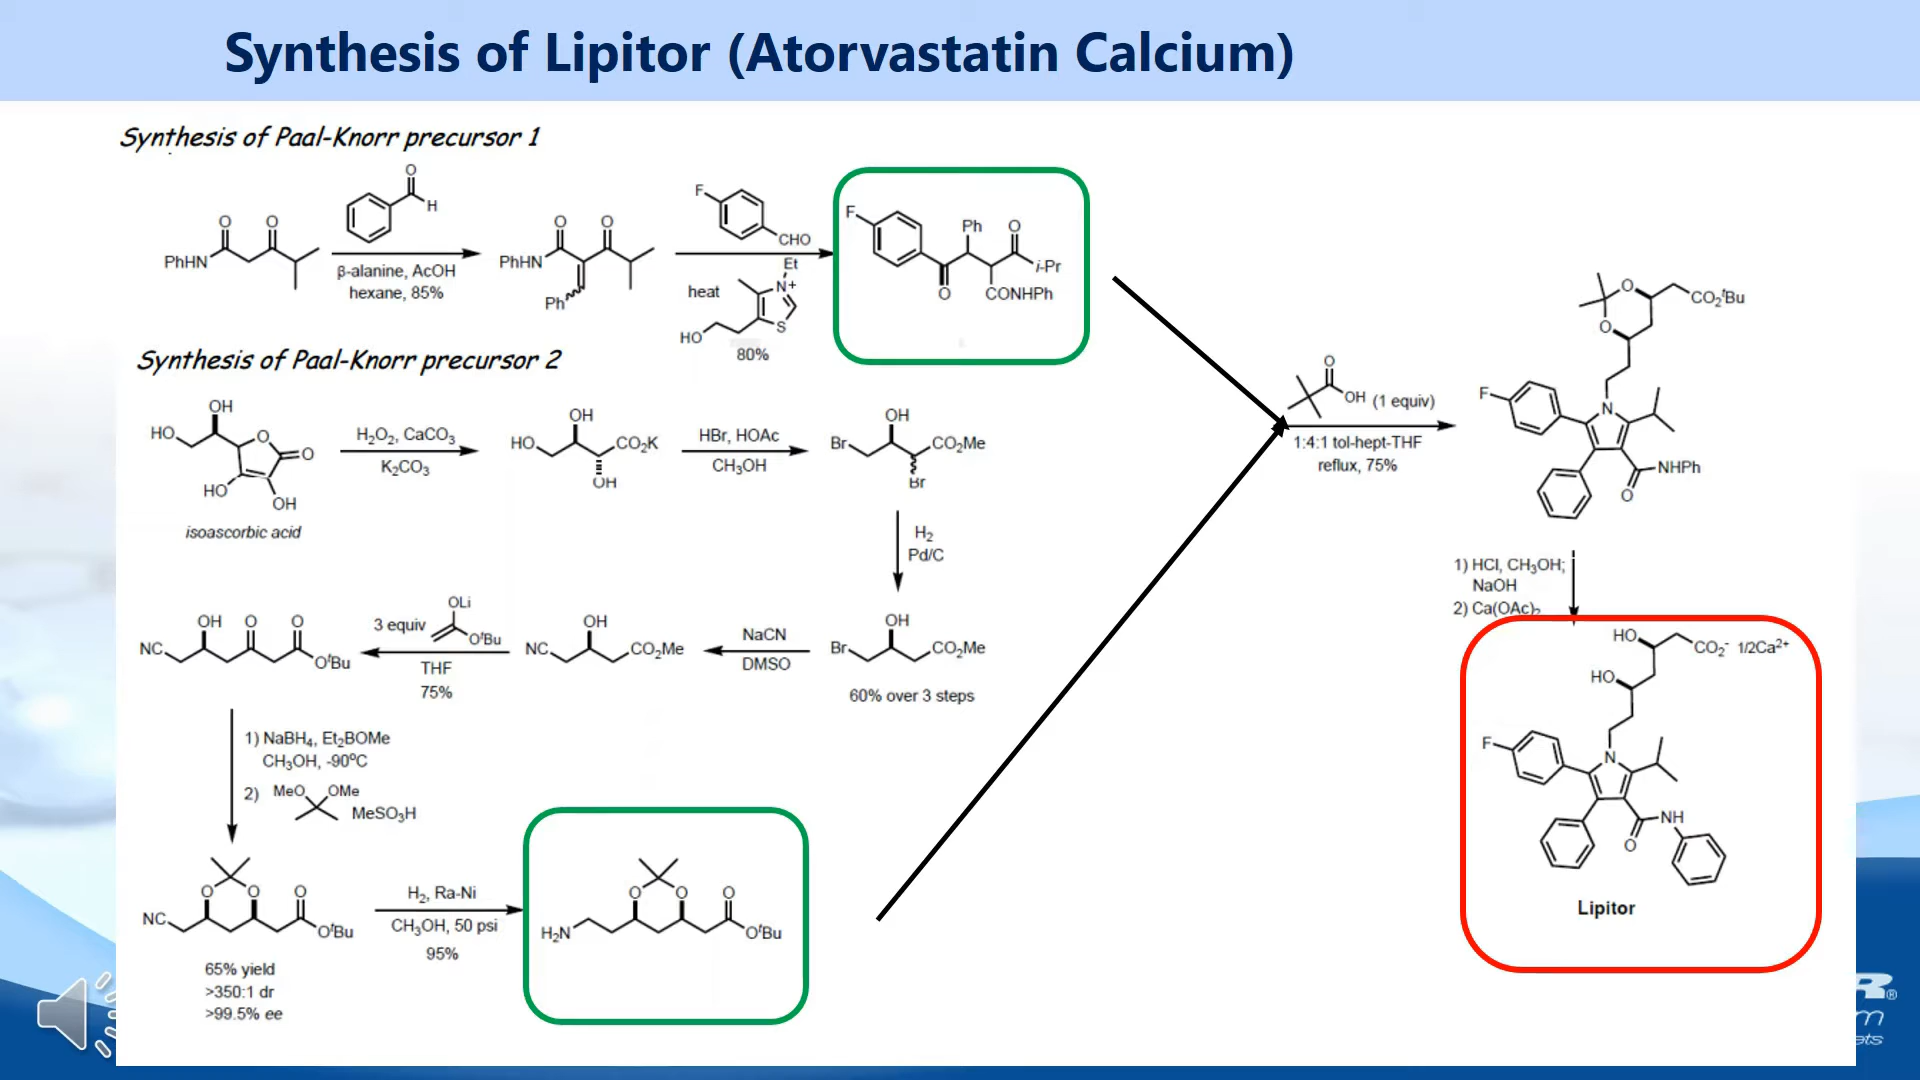 Synthesis of Lipitor (Atorvastatin Calcium)
Synthesis of Paal-Knorr precursor 1
PhHN O O
O H
β-alanine, AcOH
hexane, 85%
PhHN O O Ph
F CHO
heat
Et N+ S HO
80%
F Ph O i-Pr O CONHPh
Synthesis of Paal-Knorr precursor 2
OH HO O O HO OH
isoascorbic acid
H₂O₂, CaCO₃
K₂CO₃
HO OH CO₂K OH
HBr, HOAc
CH₃OH
Br OH CO₂Me Br
H₂
Pd/C
Br OH CO₂Me
60% over 3 steps
NaCN
DMSO
NC OH CO₂Me
3 equiv OLi OᵗBu
THF
75%
NC OH O O OᵗBu
1) NaBH₄, Et₂BOMe
CH₃OH, -90ºC
2) MeO OMe MeSO₃H
NC O O O OᵗBu
65% yield
>350:1 dr
>99.5% ee
H₂, Ra-Ni
CH₃OH, 50 psi
95%
H₂N O O O OᵗBu
O OH (1 equiv)
1:4:1 tol-hept-THF
reflux, 75%
O O CO₂ᵗBu
F N NHPh O
1) HCl, CH₃OH;
NaOH
2) Ca(OAc)₂
HO CO₂⁻ 1/2Ca²⁺
HO
F N NH O
Lipitor
R®
m
ats